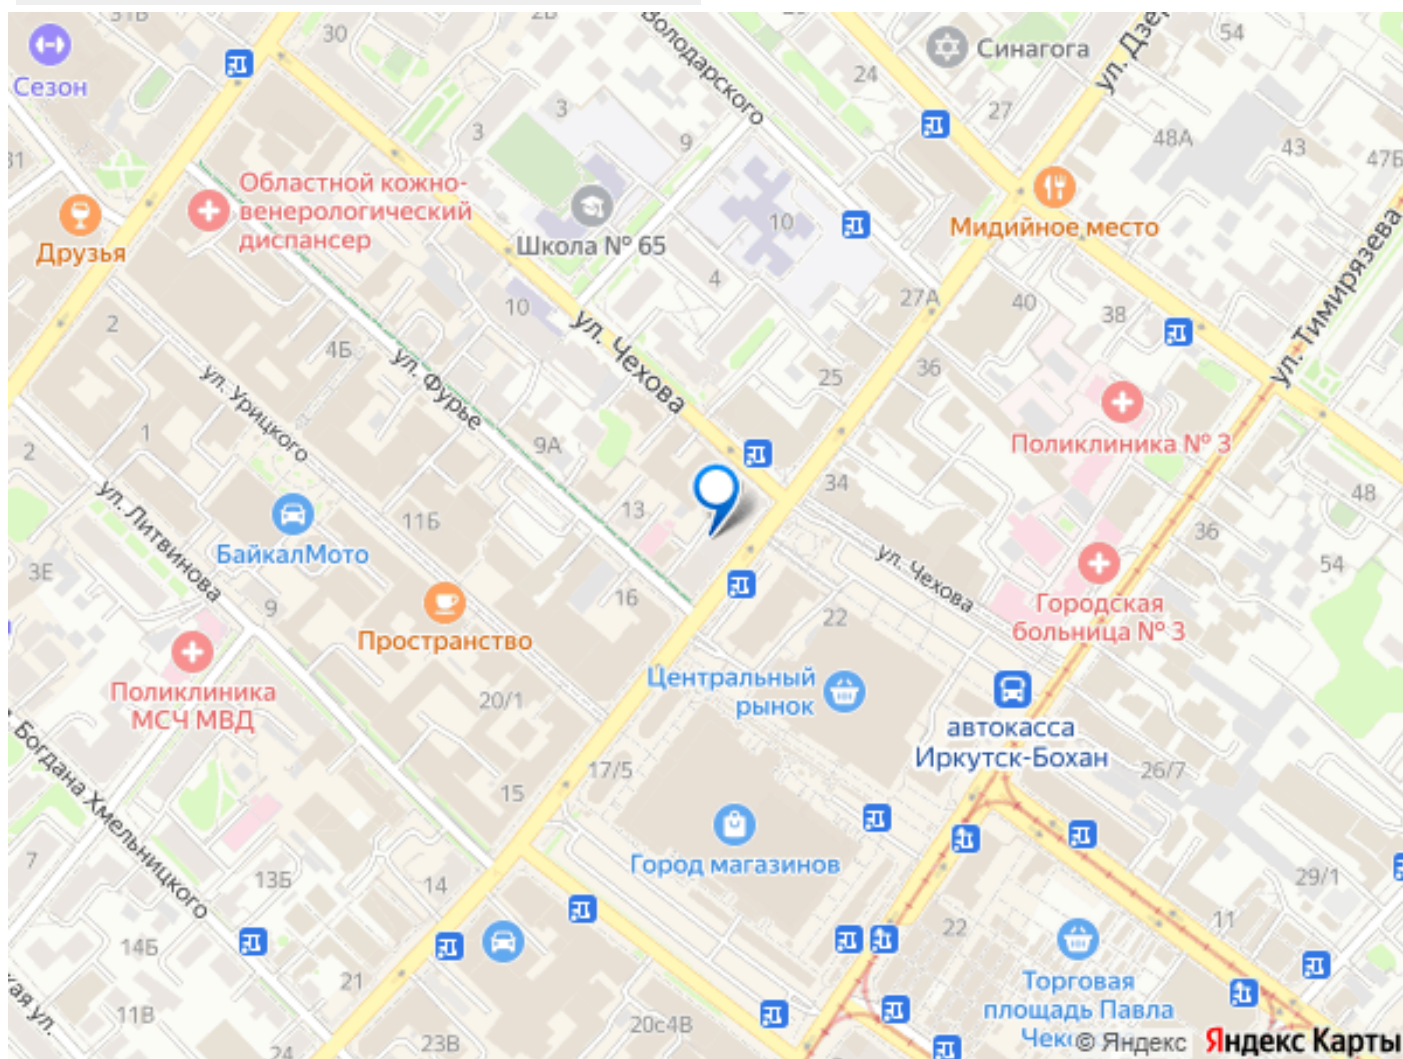 31В
30
2В
Володарского
24
Синагога
ул. Дзе
54
Сезон
3
3
9
27
48А
43
47Б
31
Областной кожно-
венерологический
диспансер
Школа № 65
10
Мидийное место
Друзья
4
27А
40
38
ул. Тимирязева
2
10
ул. Чехова
4Б
ул. Фурье
25
36
ул. Урицкого
1
2
9А
Поликлиника № 3
ул. Литвинова
11Б
13
34
48
36
БайкалМото
ул. Чехова
54
3Е
9
16
22
Городская
больница № 3
Пространство
Центральный
рынок
Поликлиника
МСЧ МВД
20/1
автокасса
Иркутск-Бохан
Богдана Хмельницкого
17/5
15
26/7
7
13Б
14
Город магазинов
29/1
11
22
14Б
21
Торговая
площадь Павла
Чек
кая ул.
11В
24
23В
20с4В
© Яндекс Яндекс Карты